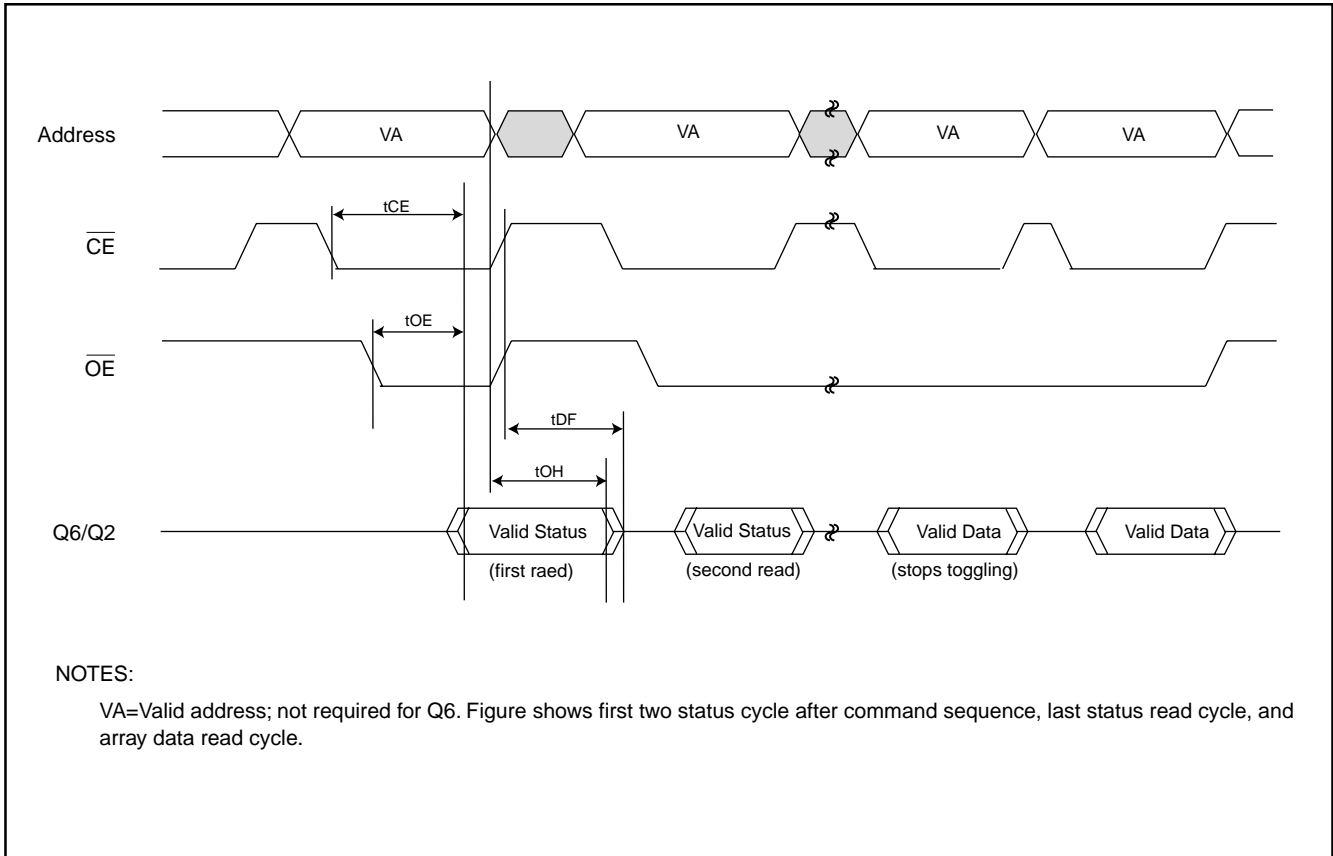 Address
VA
VA
VA
VA
tCE
CE
tOE
OE
tDF
tOH
Q6/Q2
Valid Status
Valid Status
Valid Data
Valid Data
(first raed)
(second read)
(stops toggling)
NOTES:
VA=Valid address; not required for Q6. Figure shows first two status cycle after command sequence, last status read cycle, and
array data read cycle.